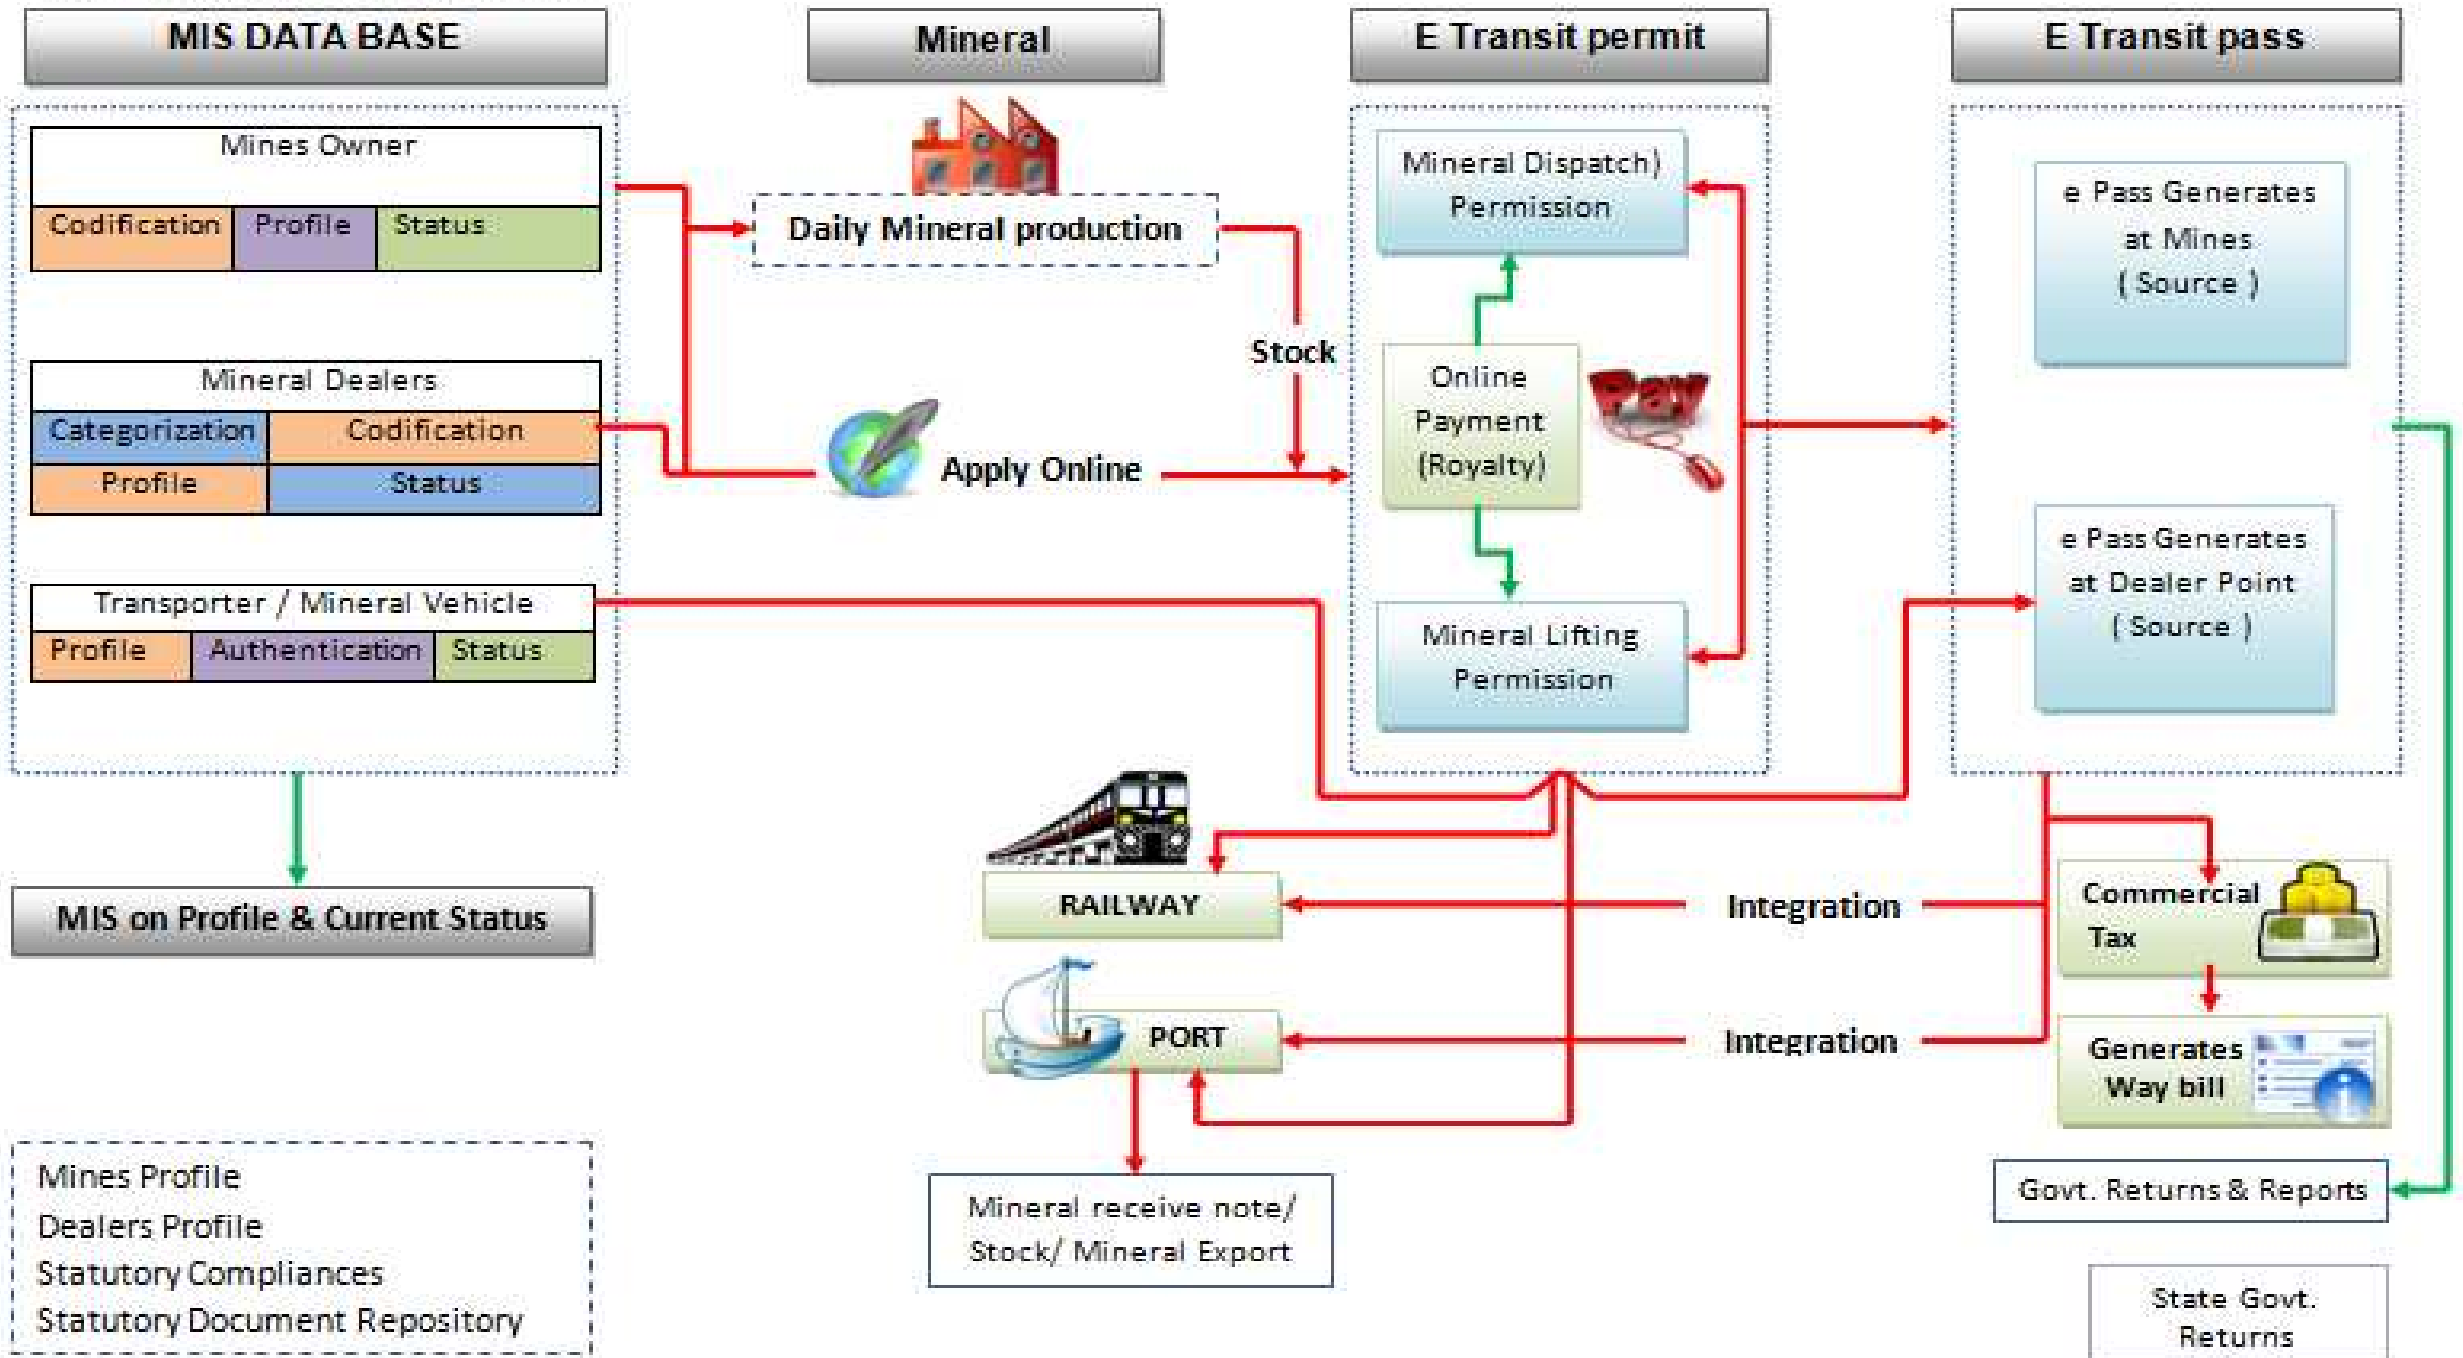 MIS DATA BASE
Mines Owner
Codification
Profile
Status
Mineral Dealers
Categorization
Codification
Profile
Status
Transporter / Mineral Vehicle
Profile
Authentication
Status
MIS on Profile & Current Status
Mines Profile
Dealers Profile
Statutory Compliances
Statutory Document Repository
Mineral
Daily Mineral production
Stock
Apply Online
E Transit permit
Mineral Dispatch)
Permission
Online
Payment
(Royalty)
Pay
Mineral Lifting
Permission
E Transit pass
e Pass Generates
at Mines
( Source )
e Pass Generates
at Dealer Point
( Source )
RAILWAY
Integration
PORT
Integration
Mineral receive note/
Stock/ Mineral Export
Commercial
Tax
Generates
Way bill
Govt. Returns & Reports
State Govt.
Returns